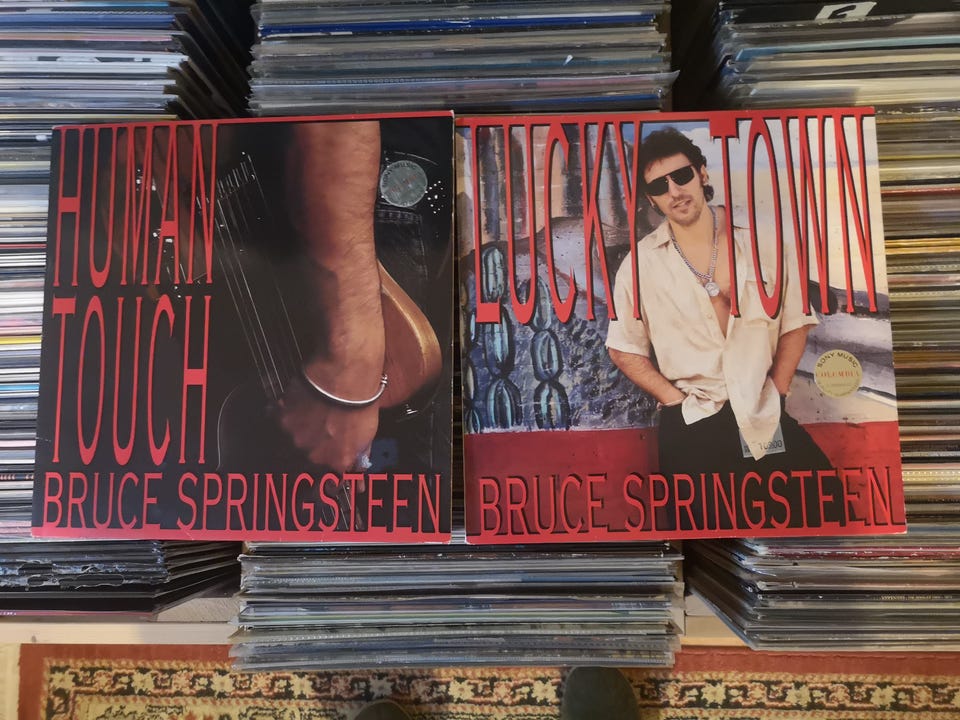 HUMAN
TOUCH
BRUCE SPRINGSTEEN
LUCKY TOWN
SONY MUSIC
COLUMBIA
BRUCE SPRINGSTEEN